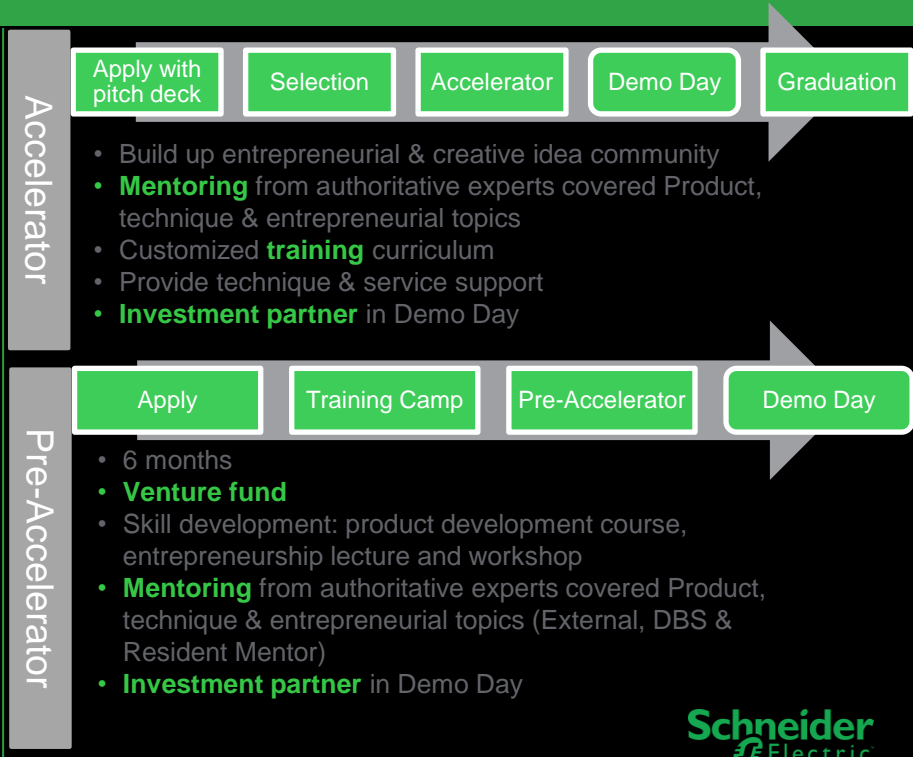 Accelerator
Apply with
pitch deck
Selection
Accelerator
Demo Day
Graduation
• Build up entrepreneurial & creative idea community
• Mentoring from authoritative experts covered Product,
technique & entrepreneurial topics
• Customized training curriculum
• Provide technique & service support
• Investment partner in Demo Day
Pre-Accelerator
Apply
Training Camp
Pre-Accelerator
Demo Day
• 6 months
• Venture fund
• Skill development: product development course,
entrepreneurship lecture and workshop
• Mentoring from authoritative experts covered Product,
technique & entrepreneurial topics (External, DBS &
Resident Mentor)
• Investment partner in Demo Day
Schneider
Electric